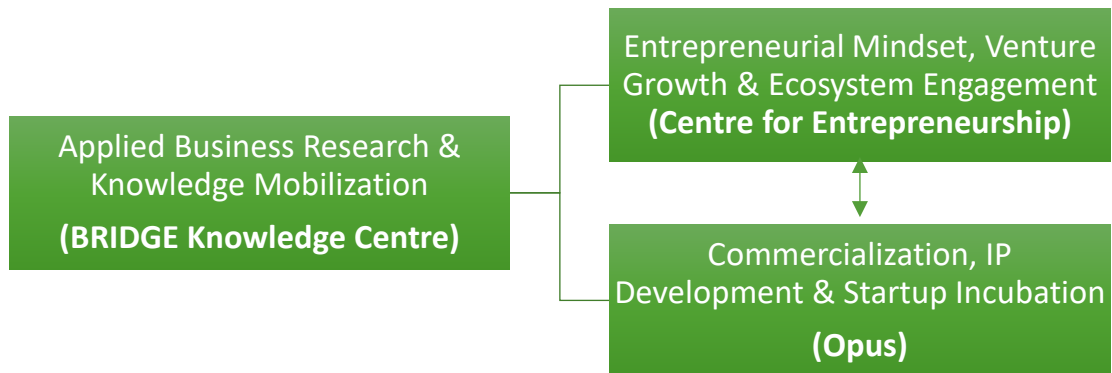 Applied Business Research &
Knowledge Mobilization
(BRIDGE Knowledge Centre)
Entrepreneurial Mindset, Venture
Growth & Ecosystem Engagement
(Centre for Entrepreneurship)
Commercialization, IP
Development & Startup Incubation
(Opus)